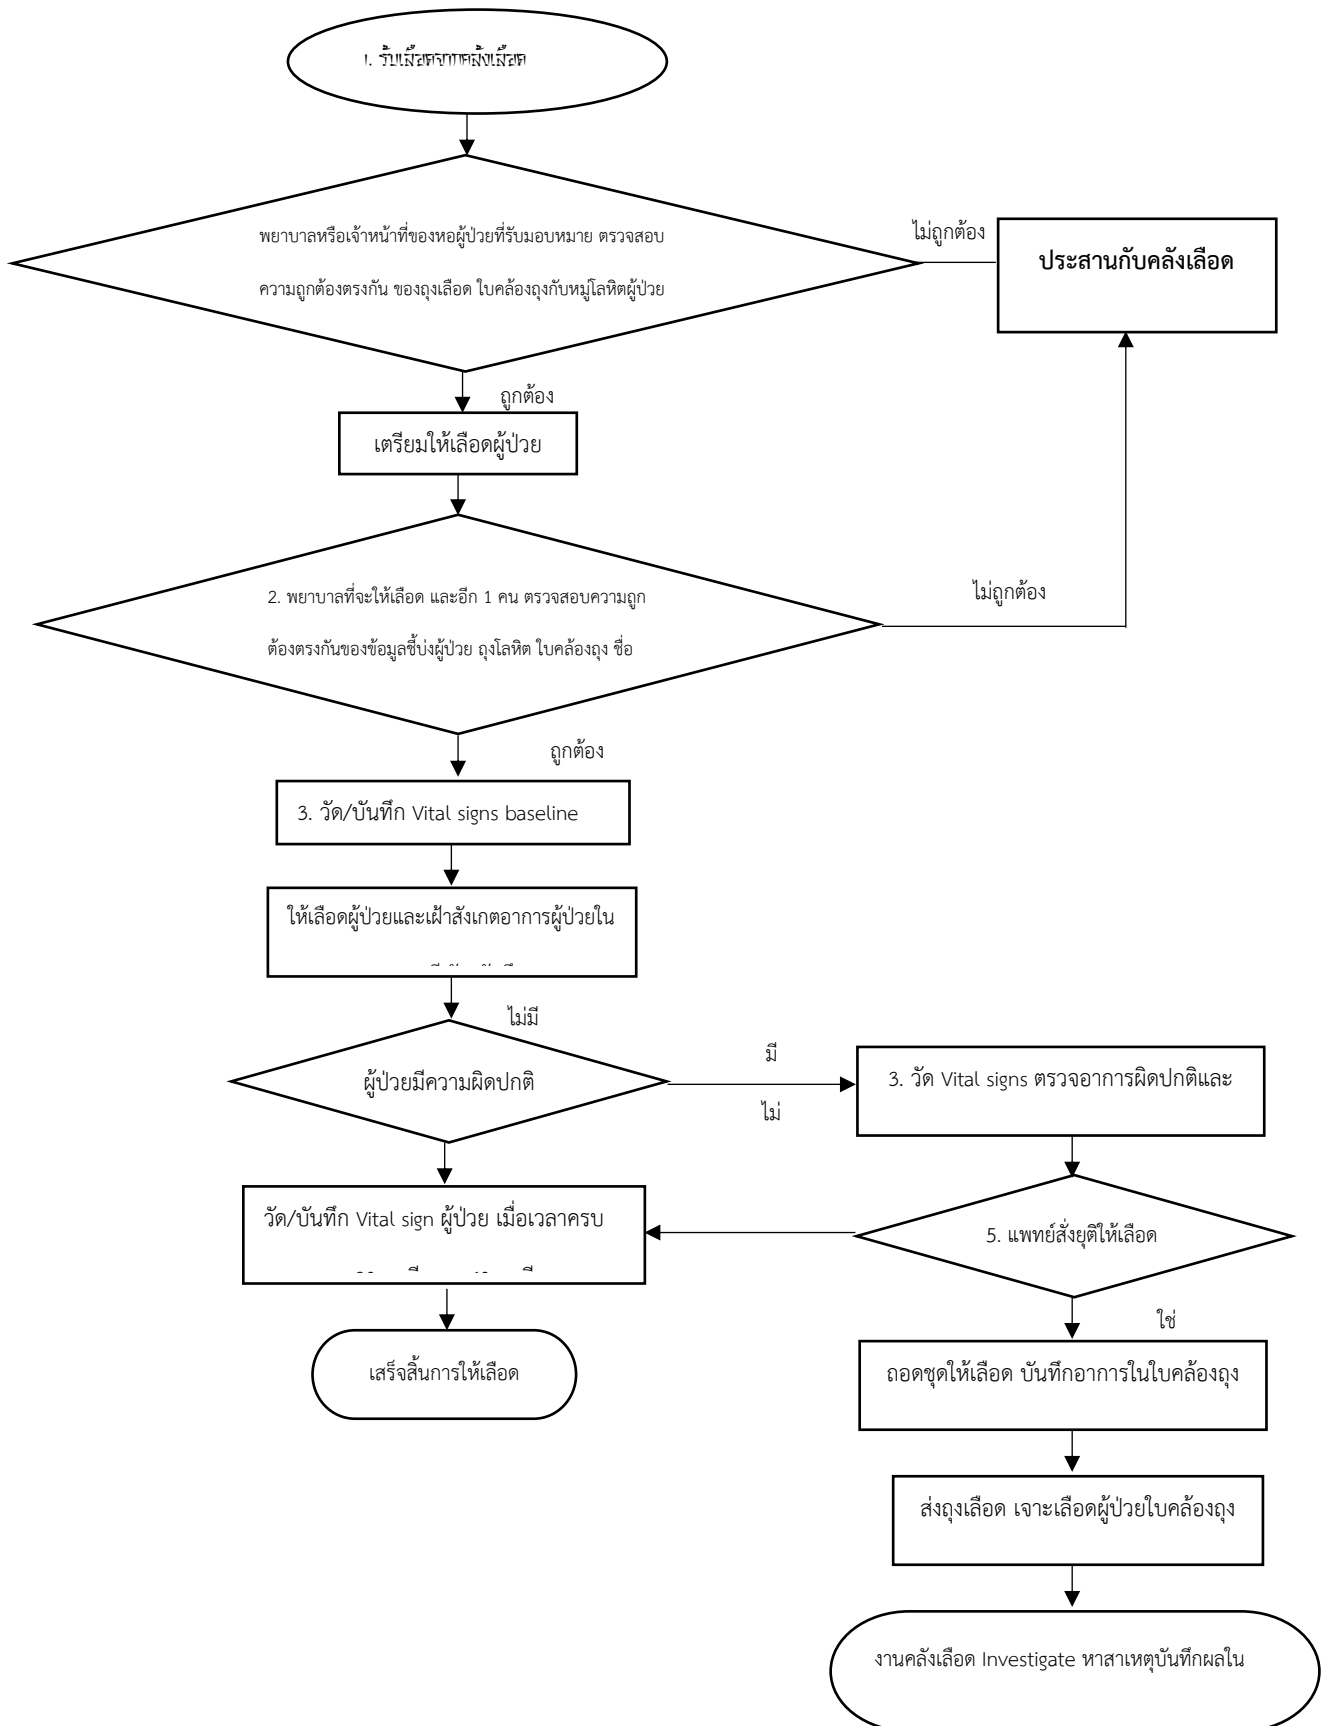 1. รับเลือดจากคลังเลือด
พยาบาลหรือเจ้าหน้าที่ของหอผู้ป่วยที่รับมอบหมาย ตรวจสอบ
ความถูกต้องตรงกัน ของถุงเลือด ใบคล้องถุงกับหมู่โลหิตผู้ป่วย
ไม่ถูกต้อง
ประสานกับคลังเลือด
ถูกต้อง
เตรียมให้เลือดผู้ป่วย
2. พยาบาลที่จะให้เลือด และอีก 1 คน ตรวจสอบความถูก
ต้องตรงกันของข้อมูลชี้บ่งผู้ป่วย ถุงโลหิต ใบคล้องถุง ชื่อ
ไม่ถูกต้อง
ถูกต้อง
3. วัด/บันทึก Vital signs baseline
ให้เลือดผู้ป่วยและเฝ้าสังเกตอาการผู้ป่วยใน
ไม่มี
ผู้ป่วยมีความผิดปกติ
มี
ไม่
3. วัด Vital signs ตรวจอาการผิดปกติและ
วัด/บันทึก Vital sign ผู้ป่วย เมื่อเวลาครบ
5. แพทย์สั่งยุติให้เลือด
ใช่
เสร็จสิ้นการให้เลือด
ถอดชุดให้เลือด บันทึกอาการในใบคล้องถุง
ส่งถุงเลือด เจาะเลือดผู้ป่วยใบคล้องถุง
งานคลังเลือด Investigate หาสาเหตุบันทึกผลใน